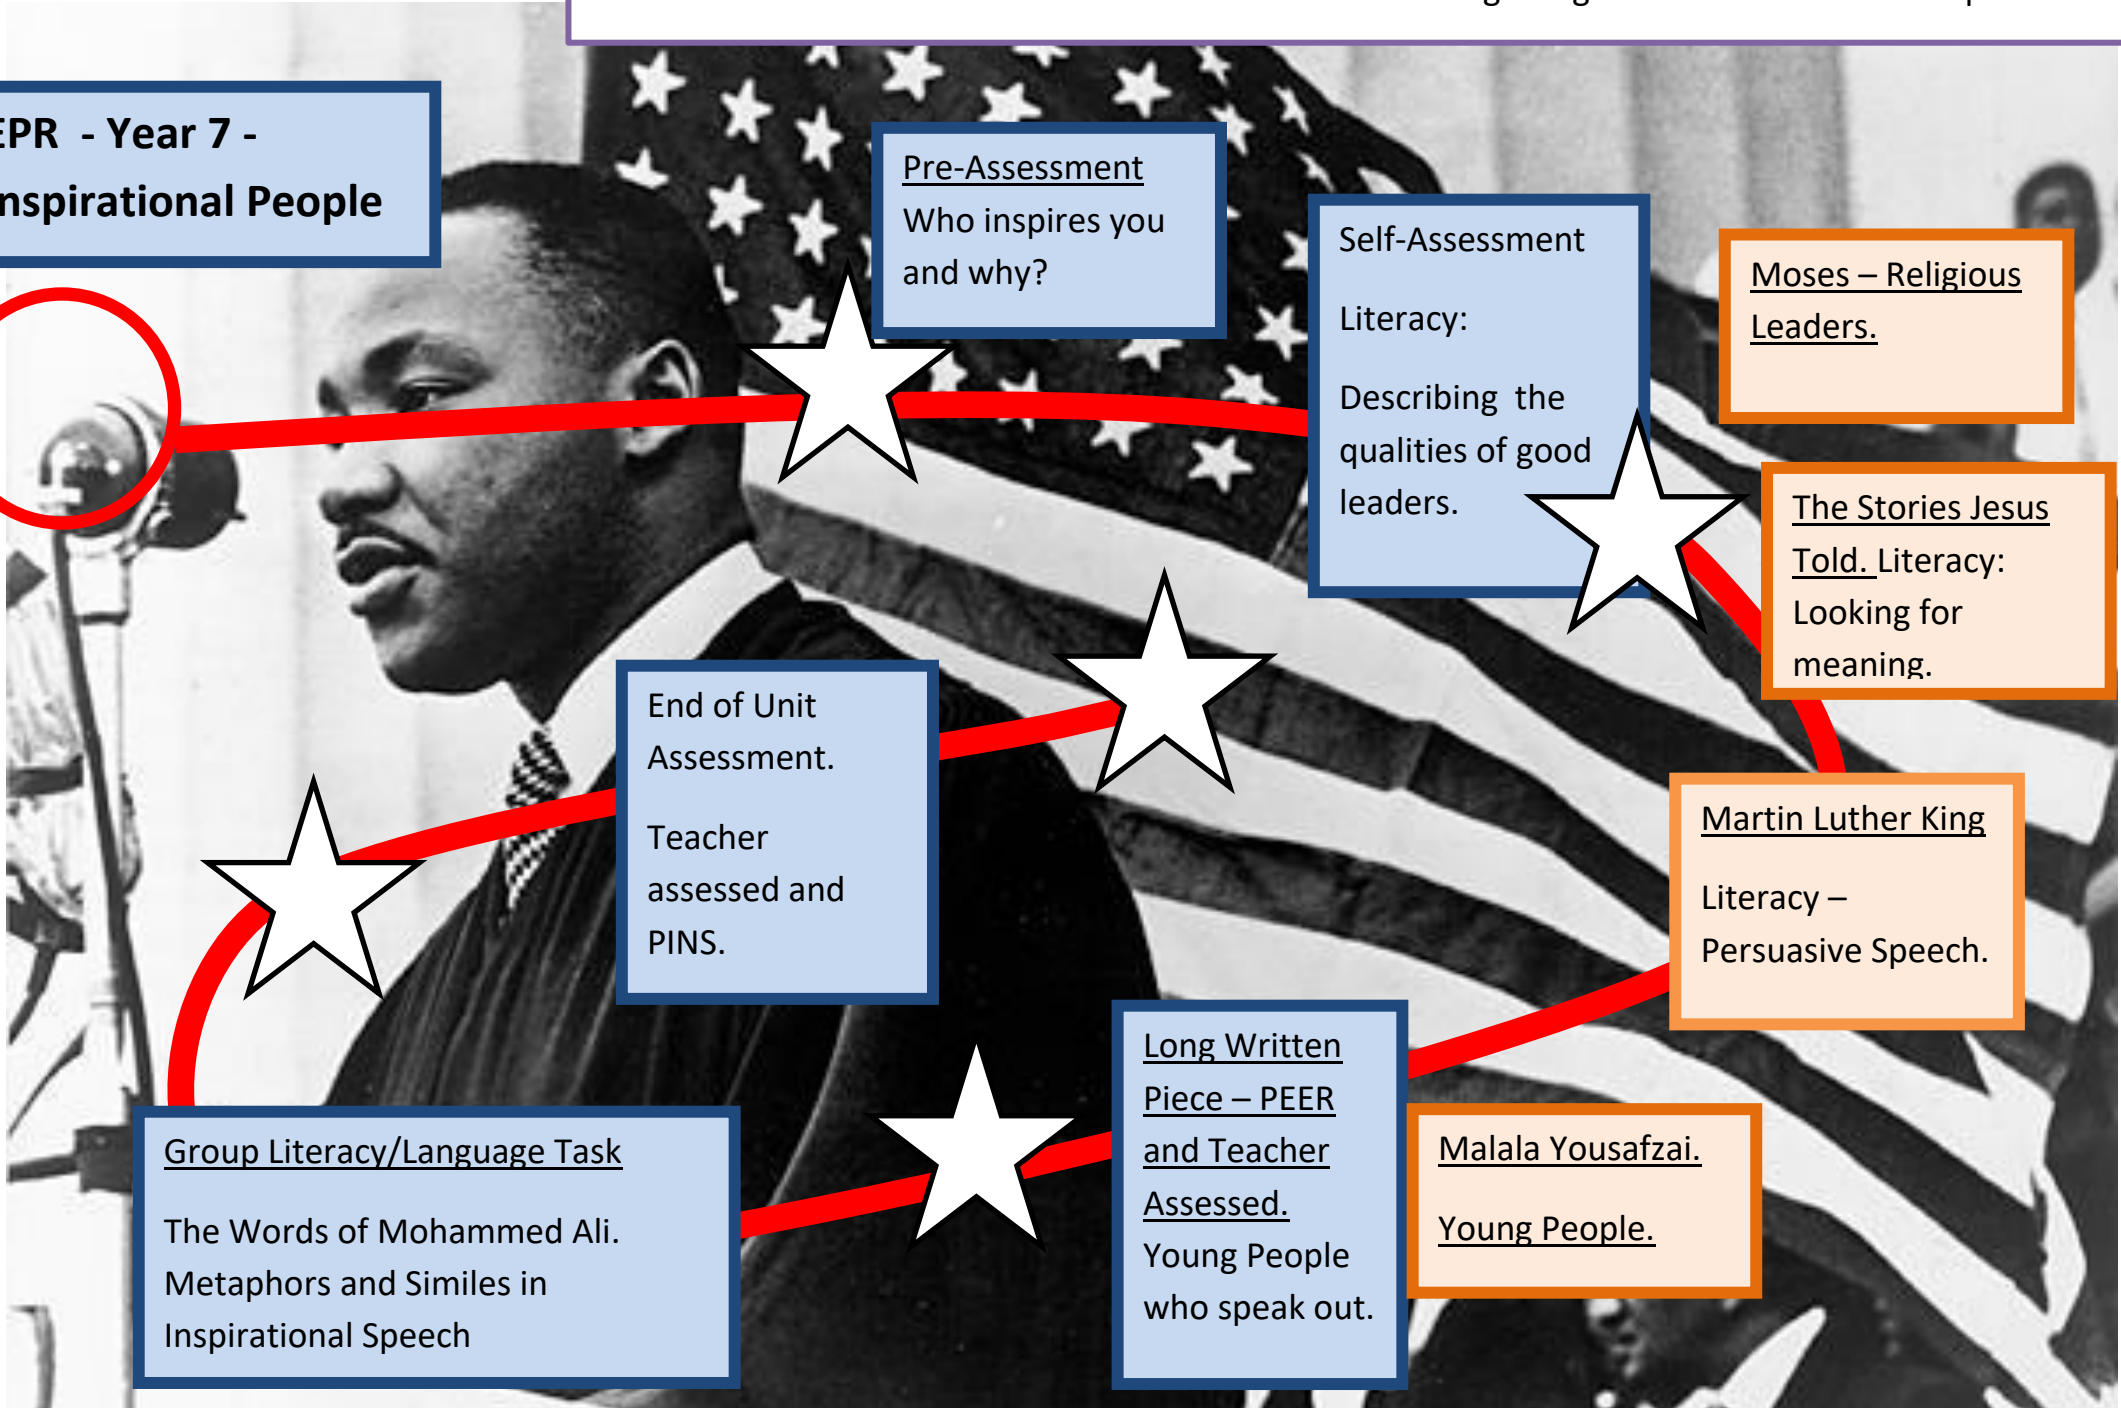 EPR - Year 7 -
nspirational People
Pre-Assessment
Who inspires you
and why?
Self-Assessment
Literacy:
Describing the
qualities of good
leaders.
Moses – Religious
Leaders.
The Stories Jesus
Told. Literacy:
Looking for
meaning.
Martin Luther King
Literacy –
Persuasive Speech.
Malala Yousafzai.
Young People.
Long Written
Piece – PEER
and Teacher
Assessed.
Young People
who speak out.
Group Literacy/Language Task
The Words of Mohammed Ali.
Metaphors and Similes in
Inspirational Speech
End of Unit
Assessment.
Teacher
assessed and
PINS.